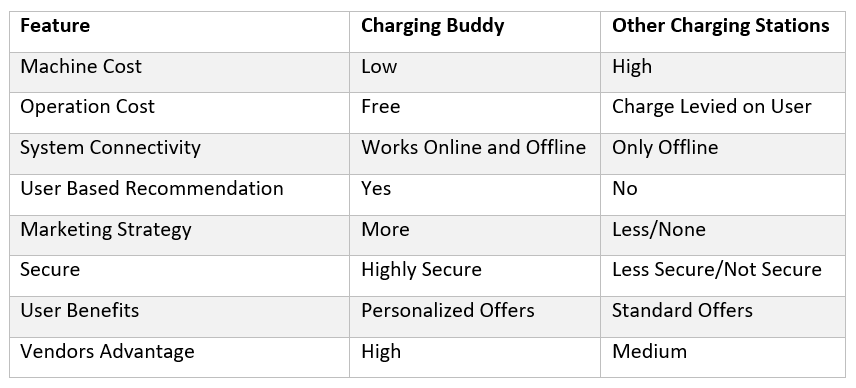 Feature Charging Buddy Other Charging Stations
Machine Cost Low High
Operation Cost Free Charge Levied on User
System Connectivity Works Online and Offline Only Offline
User Based Recommendation Yes No
Marketing Strategy More Less/None
Secure Highly Secure Less Secure/Not Secure
User Benefits Personalized Offers Standard Offers
Vendors Advantage High Medium